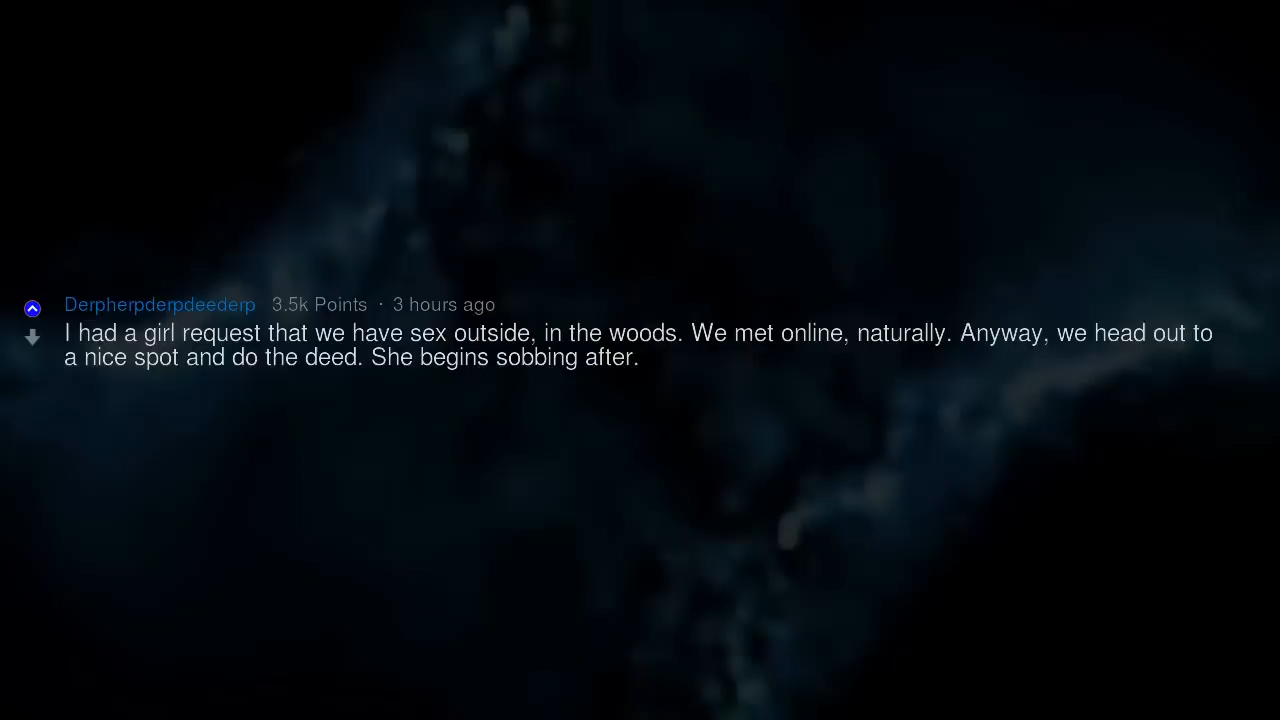 Derpherpderpdeederp 3.5k Points · 3 hours ago
I had a girl request that we have sex outside, in the woods. We met online, naturally. Anyway, we head out to
a nice spot and do the deed. She begins sobbing after.